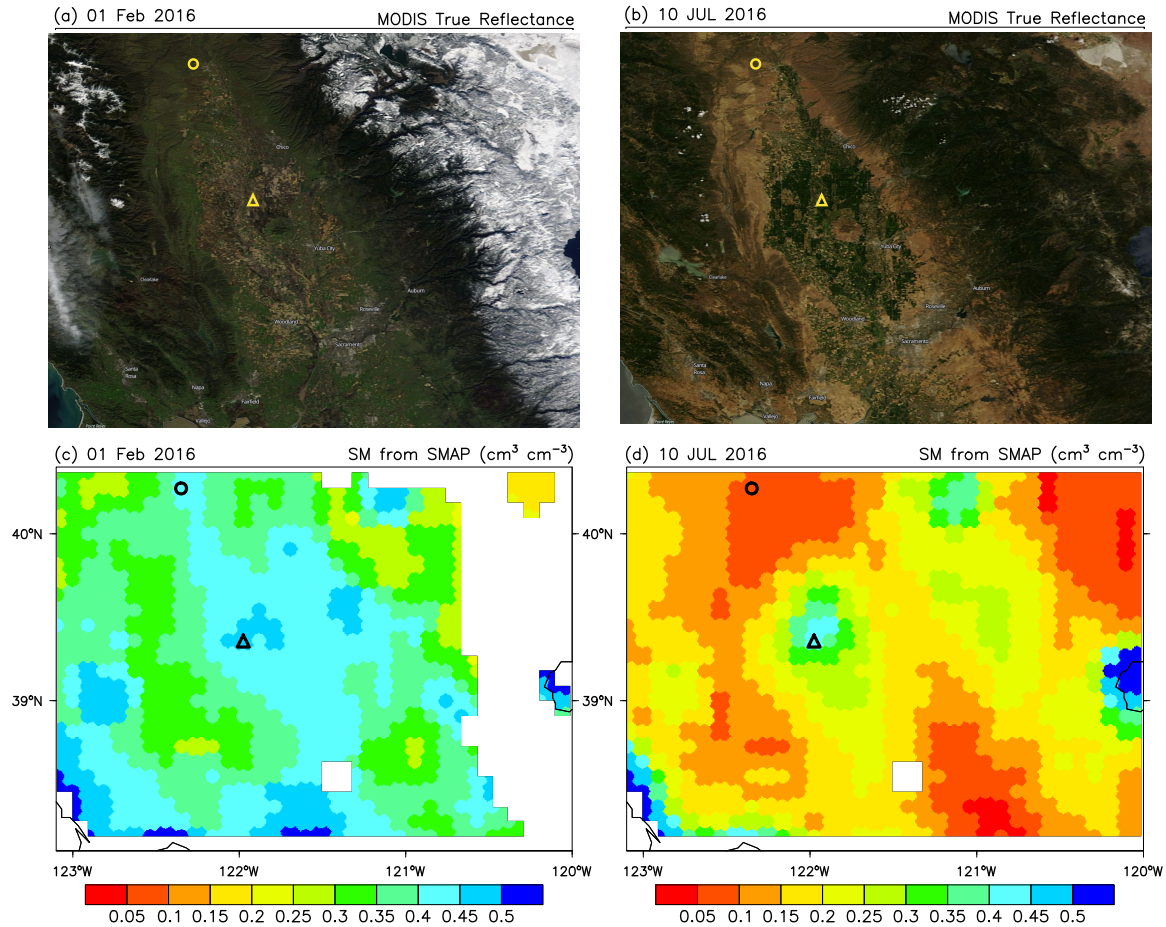 (a) 01 Feb 2016 MODIS True Reflectance
(b) 10 JUL 2016 MODIS True Reflectance
Chico
Yuba City
Clearlake
Auburn
Roseville
Woodland
Sacramento
Santa
Rosa
Napa
Fairfield
Vallejo
Point Reyes
Chico
Yuba City
Clearlake
Auburn
Roseville
Woodland
Sacramento
Santa
Rosa
Napa
Fairfield
Vallejo
(c) 01 Feb 2016 SM from SMAP (cm³ cm⁻³)
40°N
39°N
123°W 122°W 121°W 120°W
0.05 0.1 0.15 0.2 0.25 0.3 0.35 0.4 0.45 0.5
(d) 10 JUL 2016 SM from SMAP (cm³ cm⁻³)
40°N
39°N
123°W 122°W 121°W 120°W
0.05 0.1 0.15 0.2 0.25 0.3 0.35 0.4 0.45 0.5